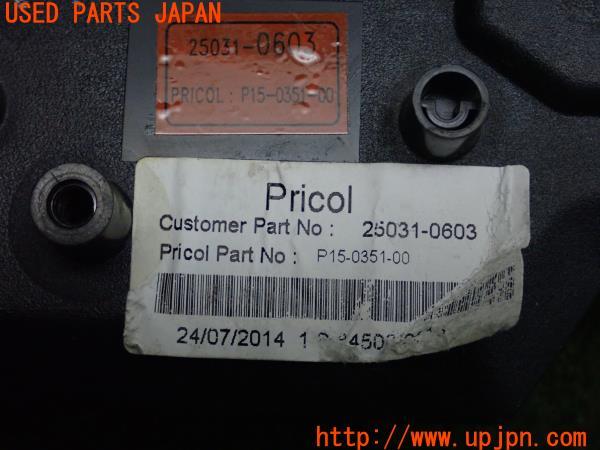 USED PARTS JAPAN
25031-0603
PRICOL : P15-0351-00
Pricol
Customer Part No : 25031-0603
Pricol Part No : P15-0351-00
24/07/2014
http://www.upjpn.com/